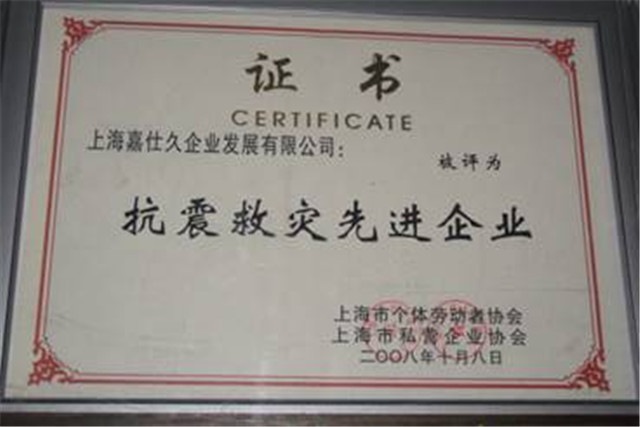 证书
CERTIFICATE
上海嘉仕久企业发展有限公司：
被评为
抗震救灾先进企业
上海市个体劳动者协会
上海市私营企业协会
二〇〇八年十月八日